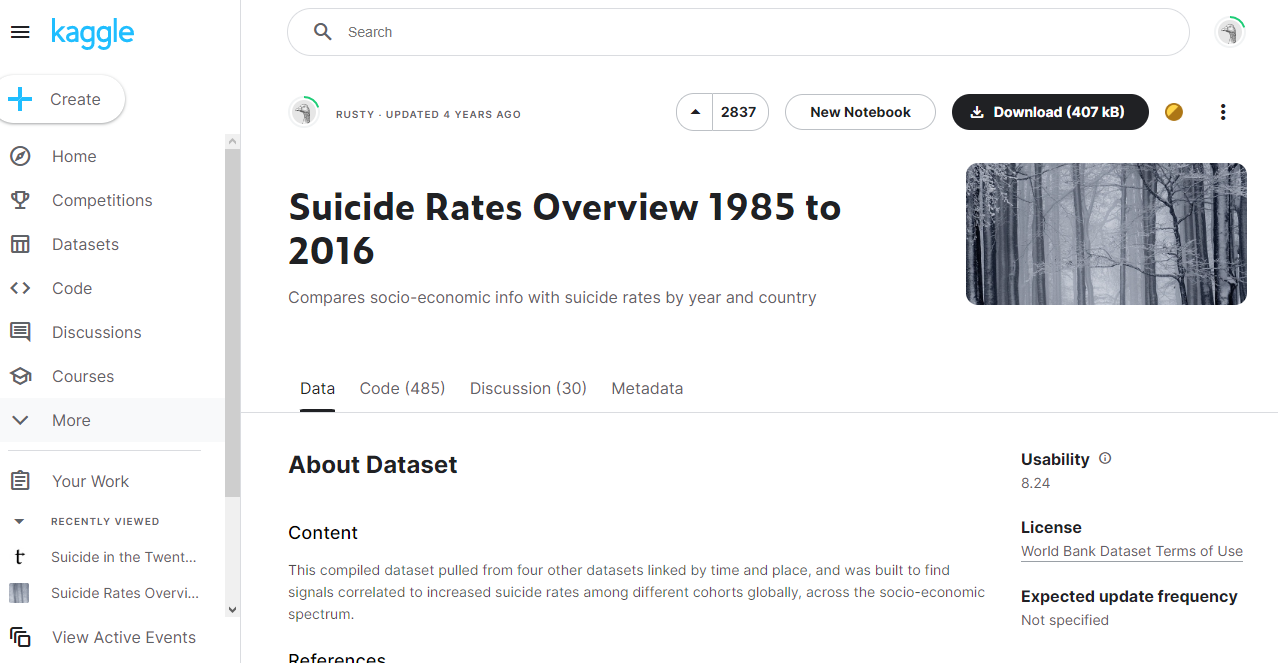 kaggle
Search
Create
Home
Competitions
Datasets
Code
Discussions
Courses
More
Your Work
RECENTLY VIEWED
Suicide in the Twent...
Suicide Rates Overvi...
View Active Events
RUSTY · UPDATED 4 YEARS AGO
2837
New Notebook
Download (407 kB)
Suicide Rates Overview 1985 to
2016
Compares socio-economic info with suicide rates by year and country
Data
Code (485)
Discussion (30)
Metadata
About Dataset
Content
This compiled dataset pulled from four other datasets linked by time and place, and was built to find
signals correlated to increased suicide rates among different cohorts globally, across the socio-economic
spectrum.
References
Usability
8.24
License
World Bank Dataset Terms of Use
Expected update frequency
Not specified